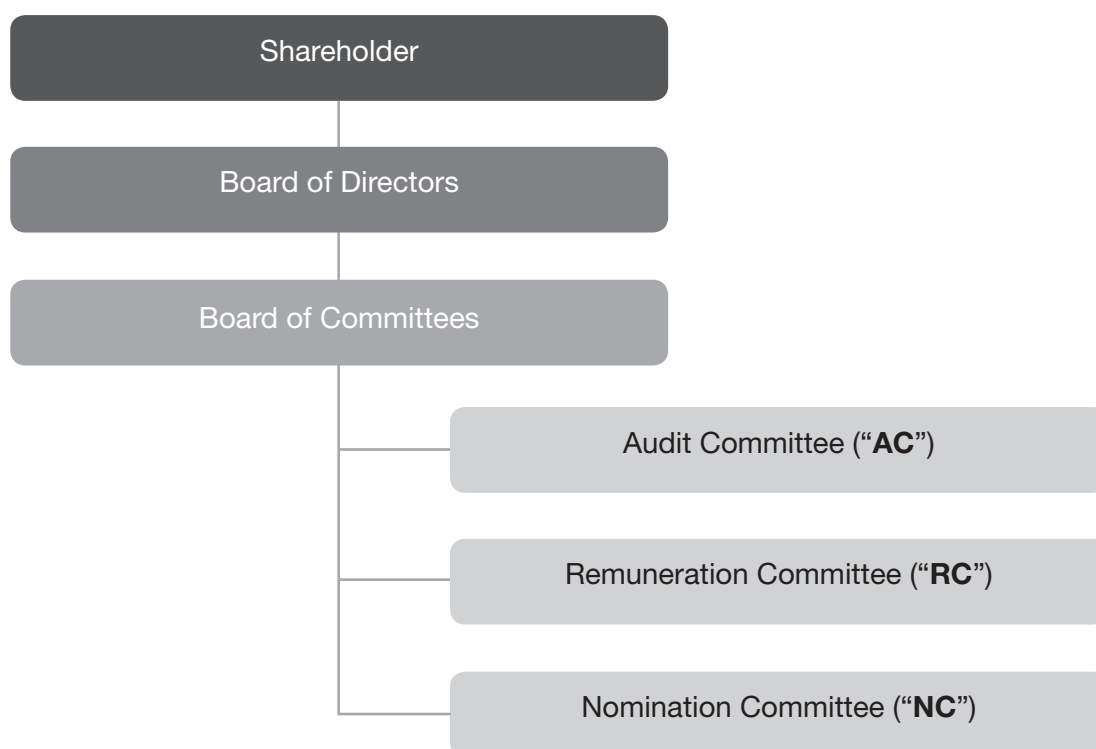 Shareholder
Board of Directors
Board of Committees
Audit Committee (“AC”)
Remuneration Committee (“RC”)
Nomination Committee (“NC”)